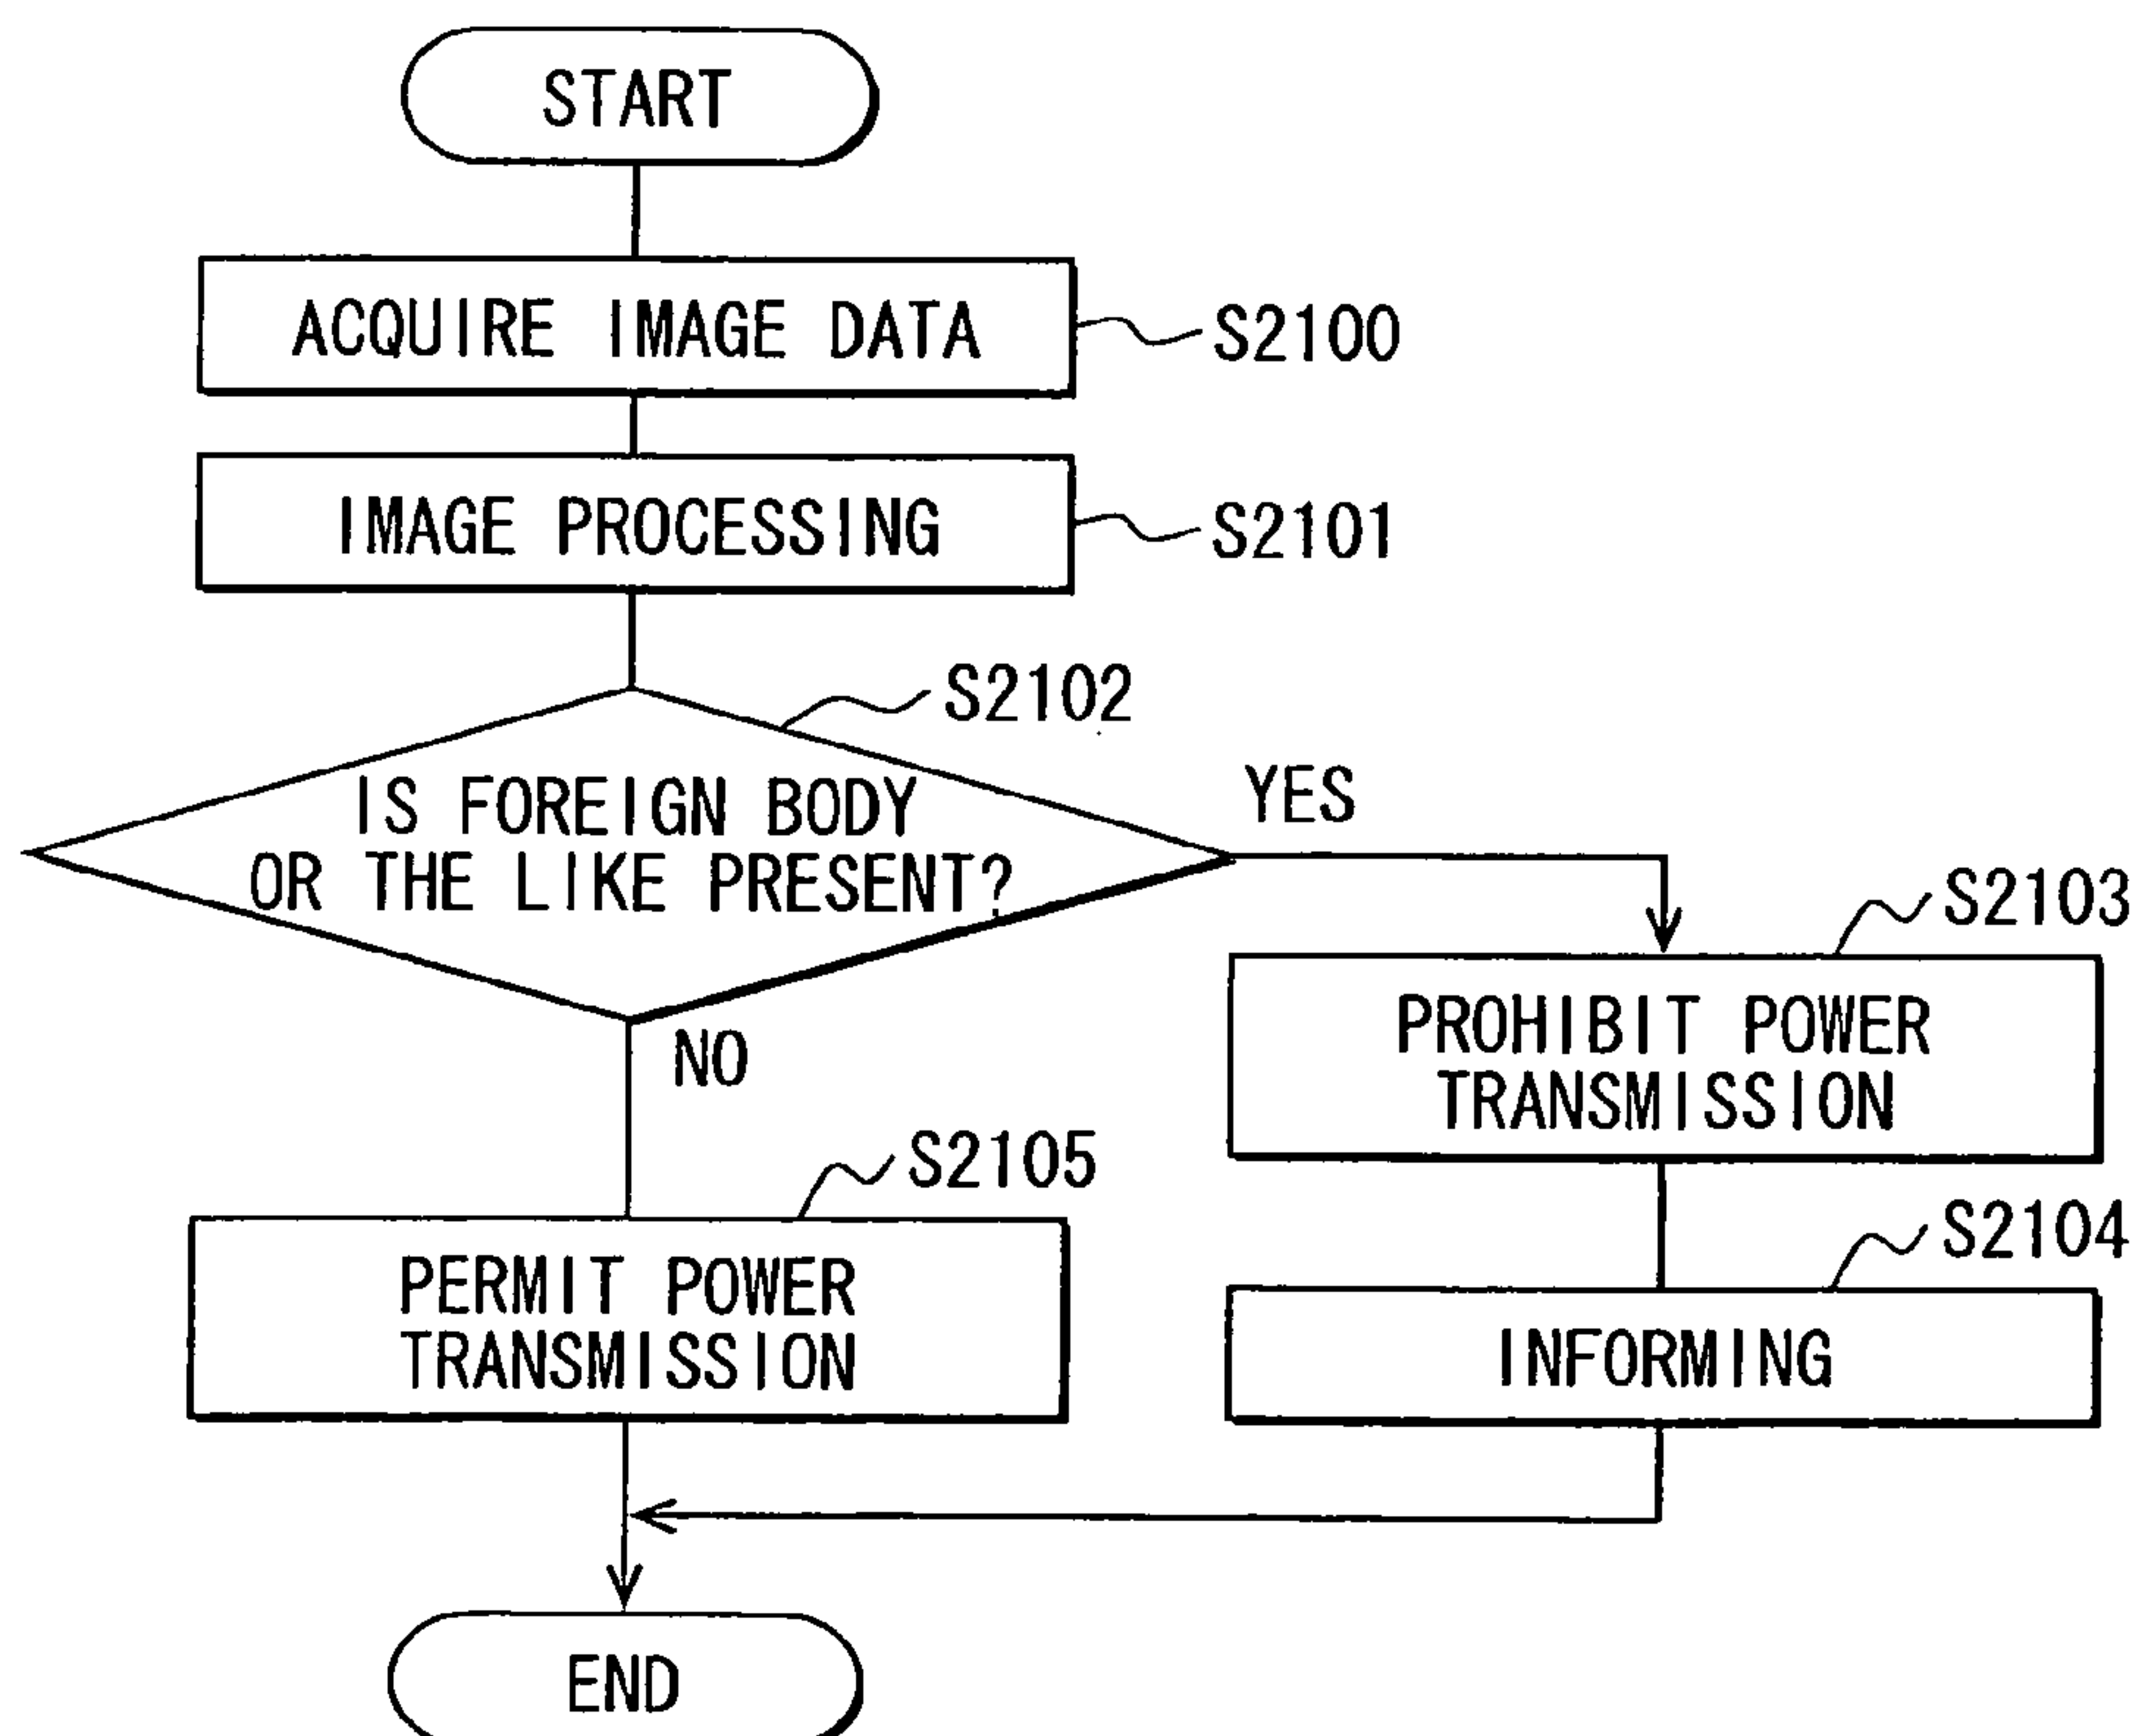 START
ACQUIRE IMAGE DATA
S2100
IMAGE PROCESSING
S2101
S2102
IS FOREIGN BODY
OR THE LIKE PRESENT?
YES
NO
S2103
PROHIBIT POWER
TRANSMISSION
S2104
INFORMING
S2105
PERMIT POWER
TRANSMISSION
END